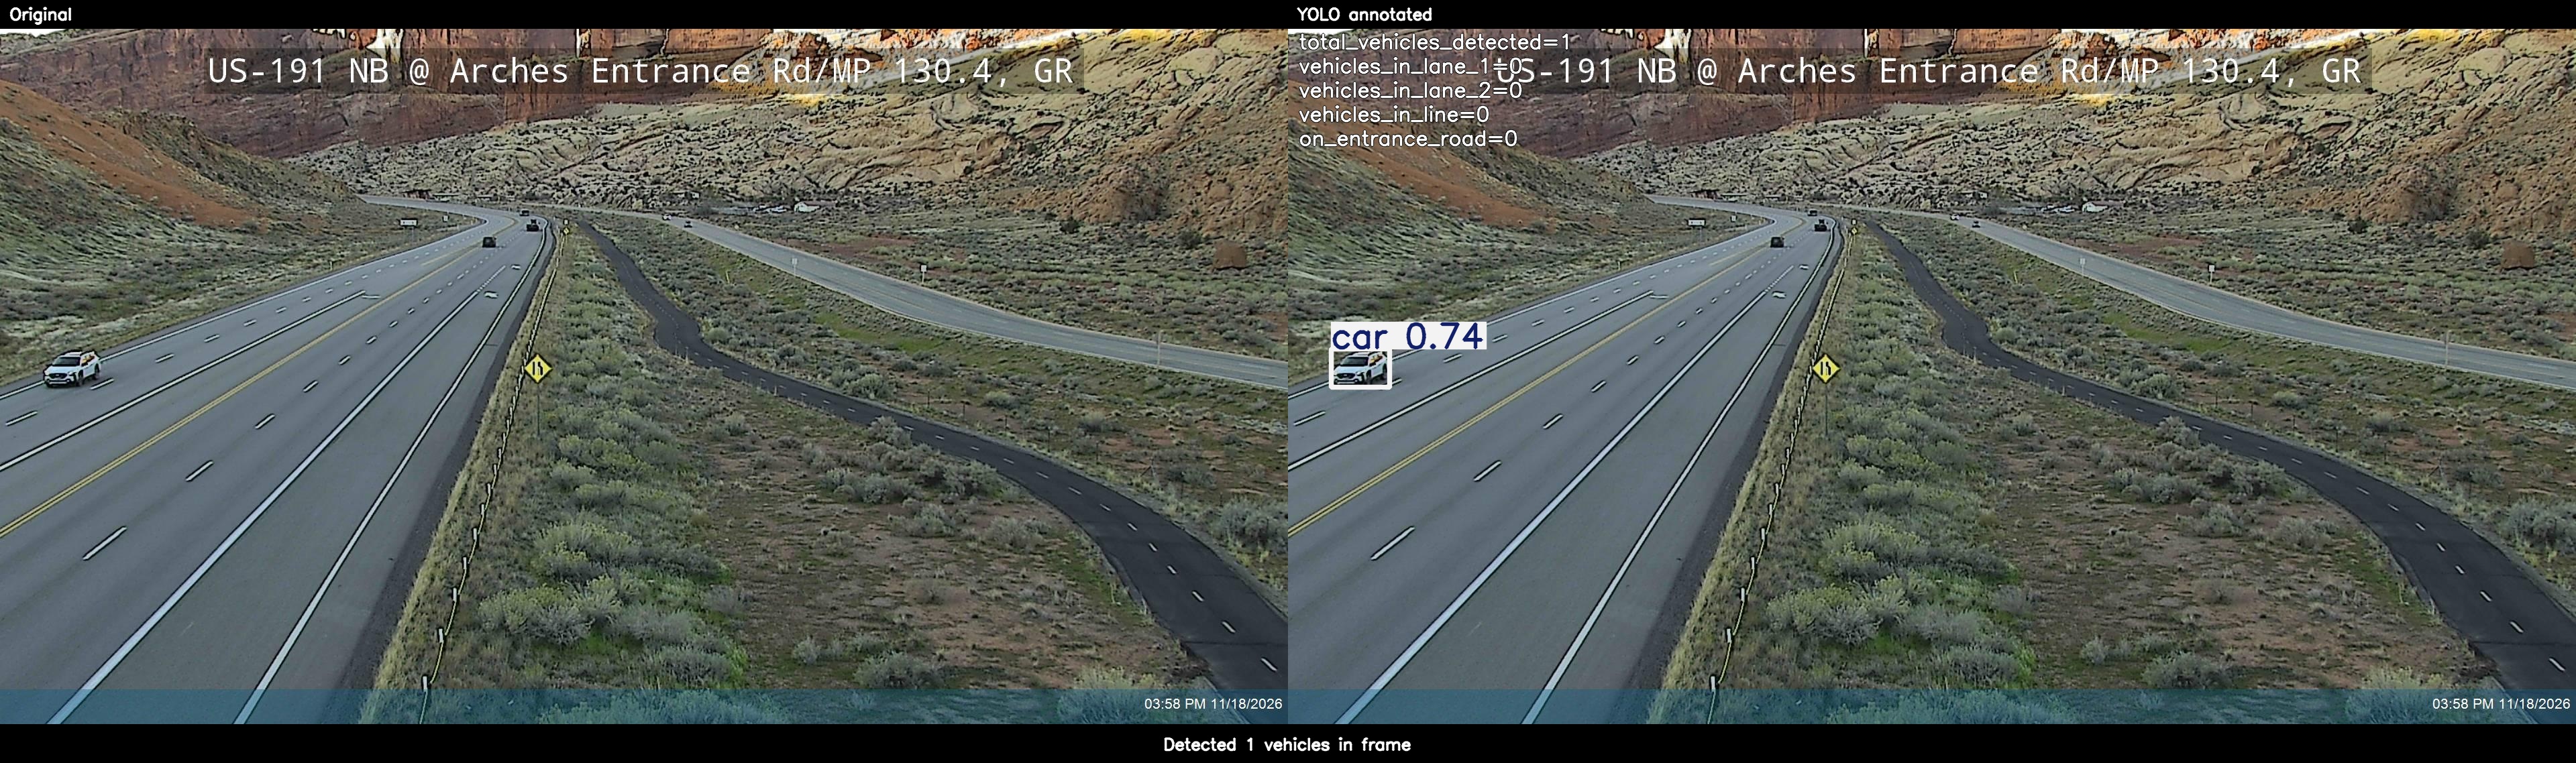 Original
US-191 NB @ Arches Entrance Rd/MP 130.4, GR
03:58 PM 11/18/2026
YOLO annotated
total_vehicles_detected=1
vehicles_in_lane_1=0
US-191 NB @ Arches Entrance Rd/MP 130.4, GR
vehicles_in_lane_2=0
vehicles_in_line=0
on_entrance_road=0
car 0.74
03:58 PM 11/18/2026
Detected 1 vehicles in frame